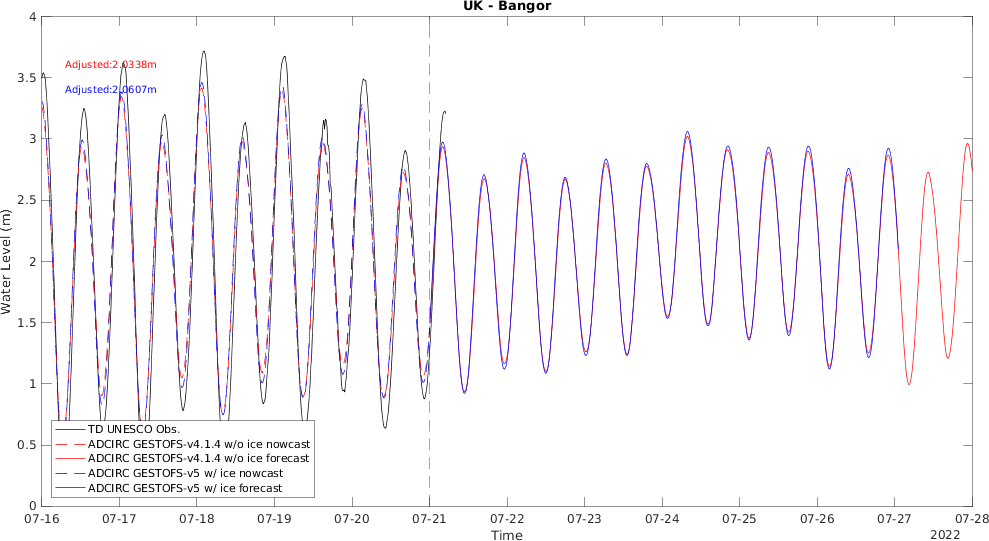 UK - Bangor
Adjusted:2.0338m
Adjusted:2.0607m
Water Level (m)
4
3.5
3
2.5
2
1.5
1
0.5
0
TD UNESCO Obs.
ADCIRC GESTOFS-v4.1.4 w/o ice nowcast
ADCIRC GESTOFS-v4.1.4 w/o ice forecast
ADCIRC GESTOFS-v5 w/ ice nowcast
ADCIRC GESTOFS-v5 w/ ice forecast
07-16 07-17 07-18 07-19 07-20 07-21 07-22 07-23 07-24 07-25 07-26 07-27 07-28
Time
2022